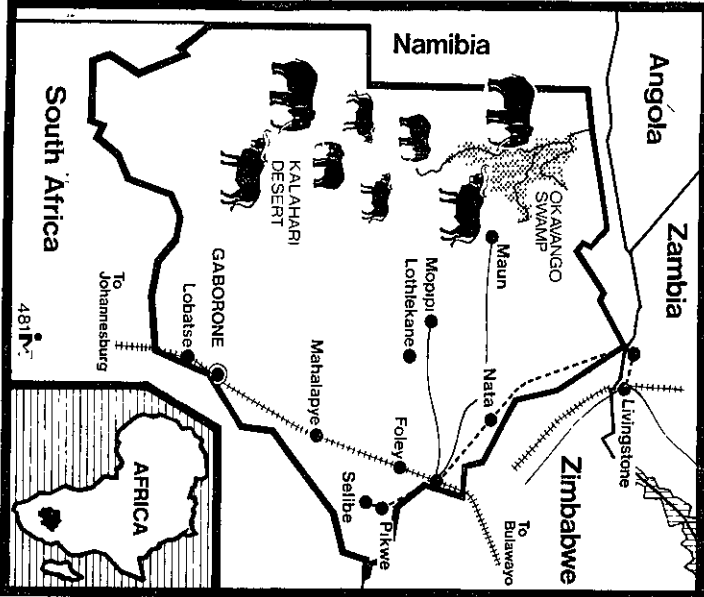 Angola
Zambia
Namibia
OKAVANGO
SWAMP
Livingstone
Zimbabwe
Maun
Nata
Mopipi
Lothlekane
To
Bulawayo
KALAHARI
DESERT
Foley
Pikwe
Selibe
Mahalapye
GABORONE
Lobatse
South Africa
To
Johannesburg
481M
AFRICA